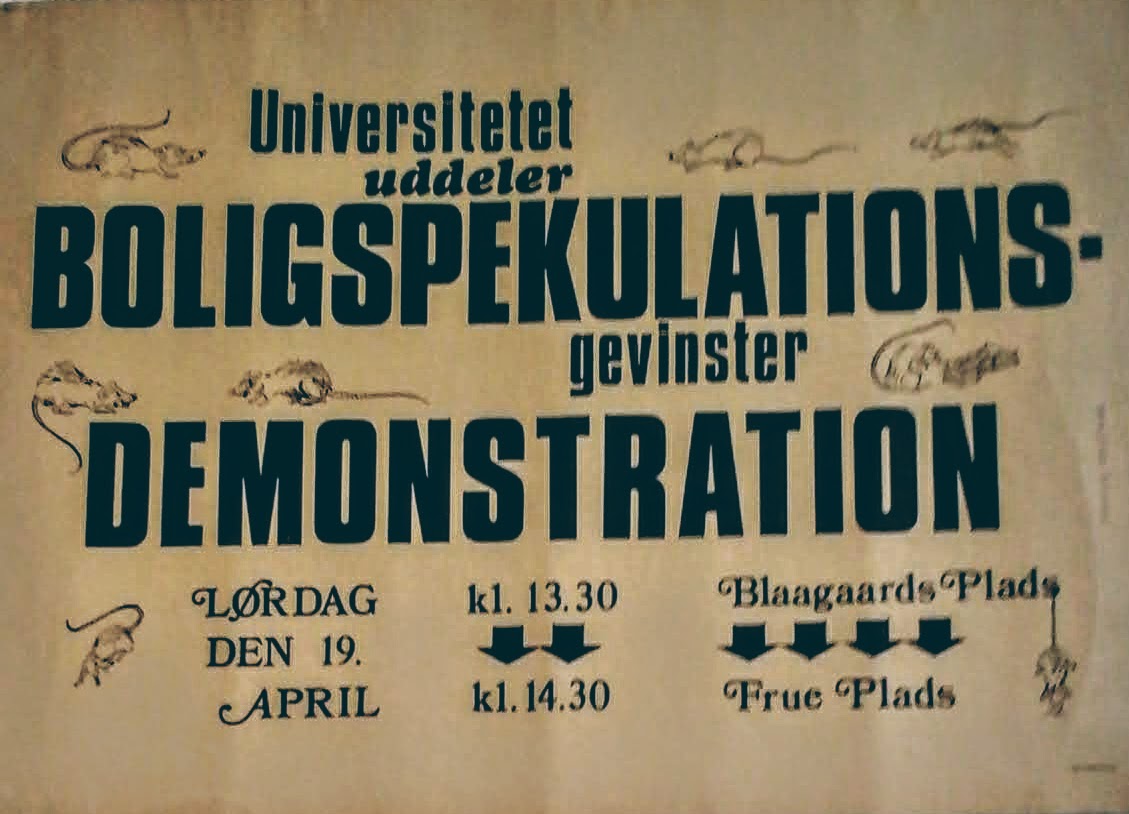 Universitetet
uddeler
BOLIGSPEKULATIONS-
gevinster
DEMONSTRATION
LØRDAG kl. 13.30 Blaagaards Plads
DEN 19.
APRIL kl. 14.30 Frue Plads